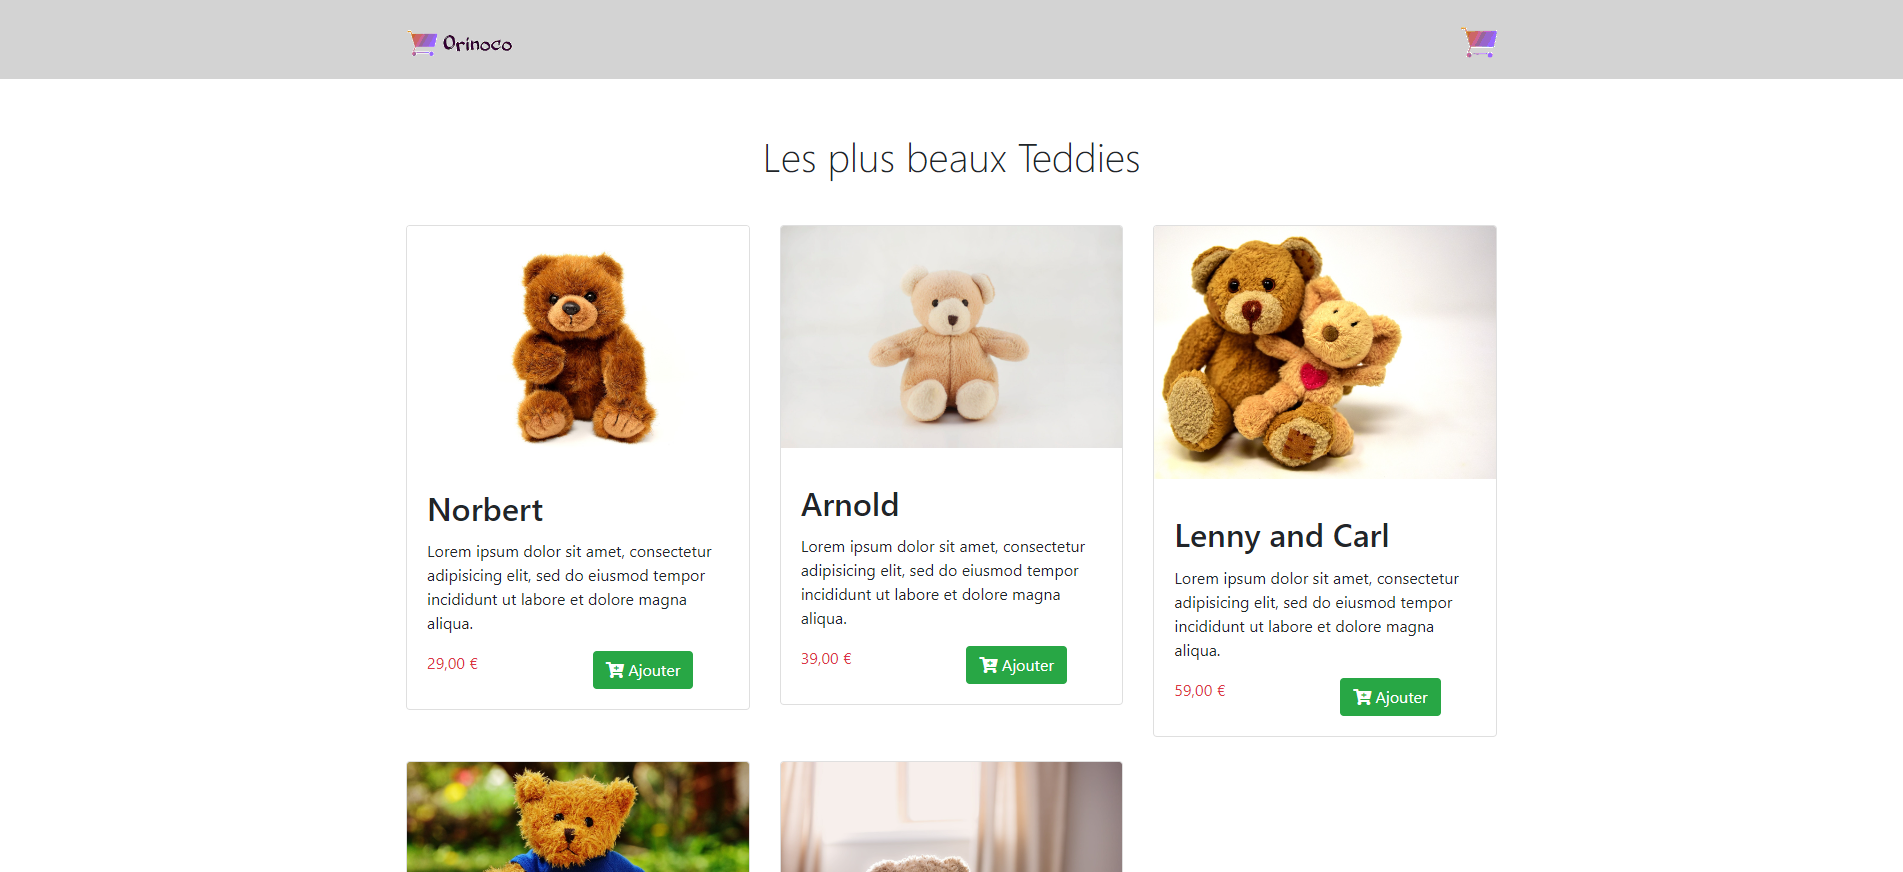 Orinoco
Les plus beaux Teddies
Norbert
Lorem ipsum dolor sit amet, consectetur
adipisicing elit, sed do eiusmod tempor
incididunt ut labore et dolore magna
aliqua.
29,00 €
Ajouter
Arnold
Lorem ipsum dolor sit amet, consectetur
adipisicing elit, sed do eiusmod tempor
incididunt ut labore et dolore magna
aliqua.
39,00 €
Ajouter
Lenny and Carl
Lorem ipsum dolor sit amet, consectetur
adipisicing elit, sed do eiusmod tempor
incididunt ut labore et dolore magna
aliqua.
59,00 €
Ajouter